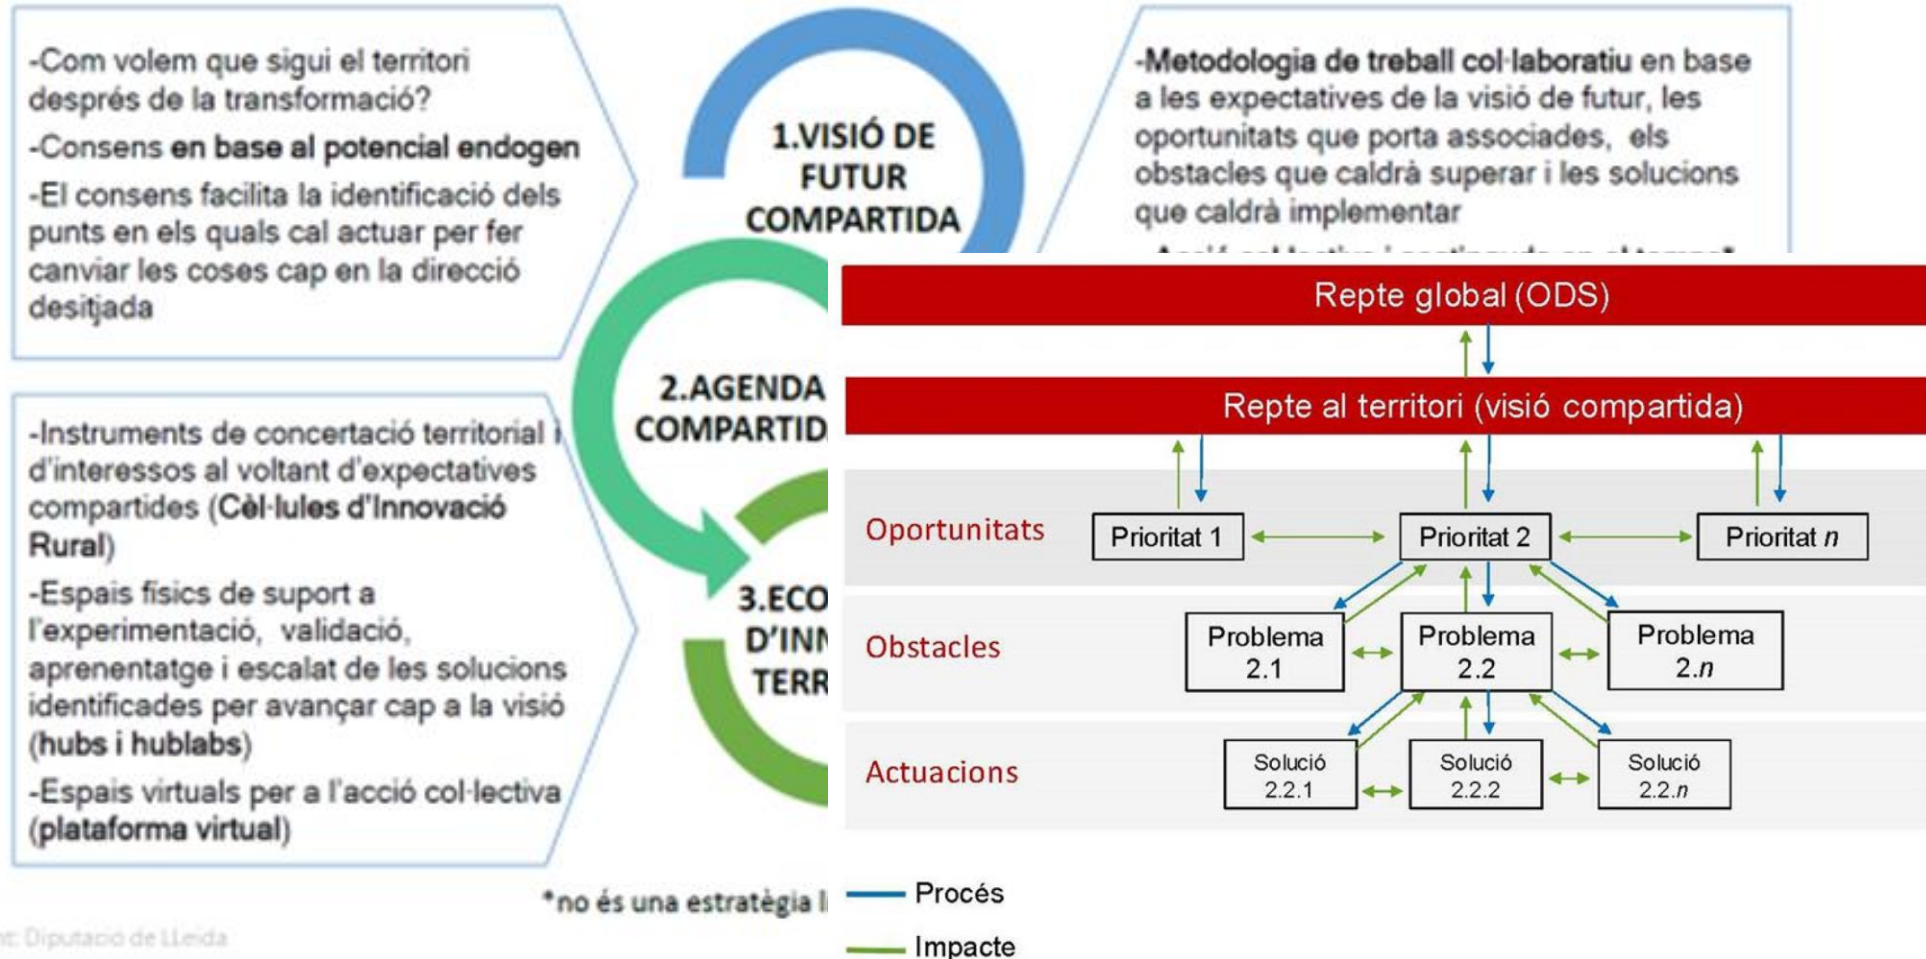 -Com volem que sigui el territori
després de la transformació?
-Consens en base al potencial endogen
-El consens facilita la identificació dels
punts en els quals cal actuar per fer
canviar les coses cap en la direcció
desitjada
-Instruments de concertació territorial i
d'interessos al voltant d'expectatives
compartides (Cèl·lules d'Innovació
Rural)
-Espais físics de suport a
l'experimentació, validació,
aprenentatge i escalat de les solucions
identificades per avançar cap a la visió
(hubs i hublabs)
-Espais virtuals per a l'acció col·lectiva
(plataforma virtual)
1.VISIÓ DE
FUTUR
COMPARTIDA
2.AGENDA
COMPARTID
3.ECO
D'INN
TERR
-Metodologia de treball col·laboratiu en base
a les expectatives de la visió de futur, les
oportunitats que porta associades, els
obstacles que caldrà superar i les solucions
que caldrà implementar
Repte global (ODS)
Repte al territori (visió compartida)
Oportunitats
Prioritat 1
Prioritat 2
Prioritat n
Obstacles
Problema
2.1
Problema
2.2
Problema
2.n
Actuacions
Solució
2.2.1
Solució
2.2.2
Solució
2.2.n
Procés
Impacte
*no és una estratègia
nt: Diputació de LLeida